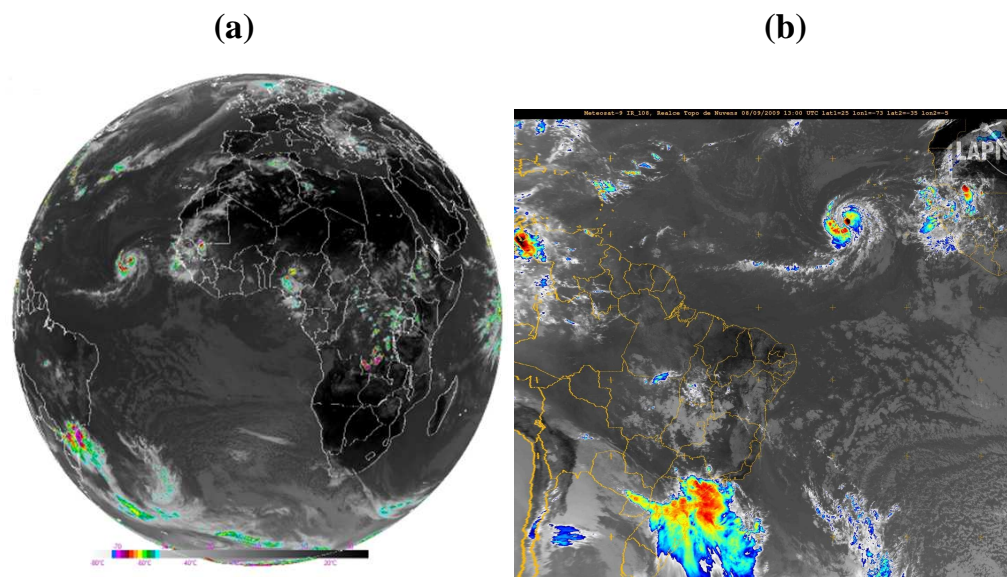 (a)
(b)
Meteosat-9 IR_108, Realce Topo de Nuvens 08/09/2009 13:00 UTC lat1=25 lon1=-73 lat2=-35 lon2=-5
LAPI
-80°C -60°C -40°C 20°C